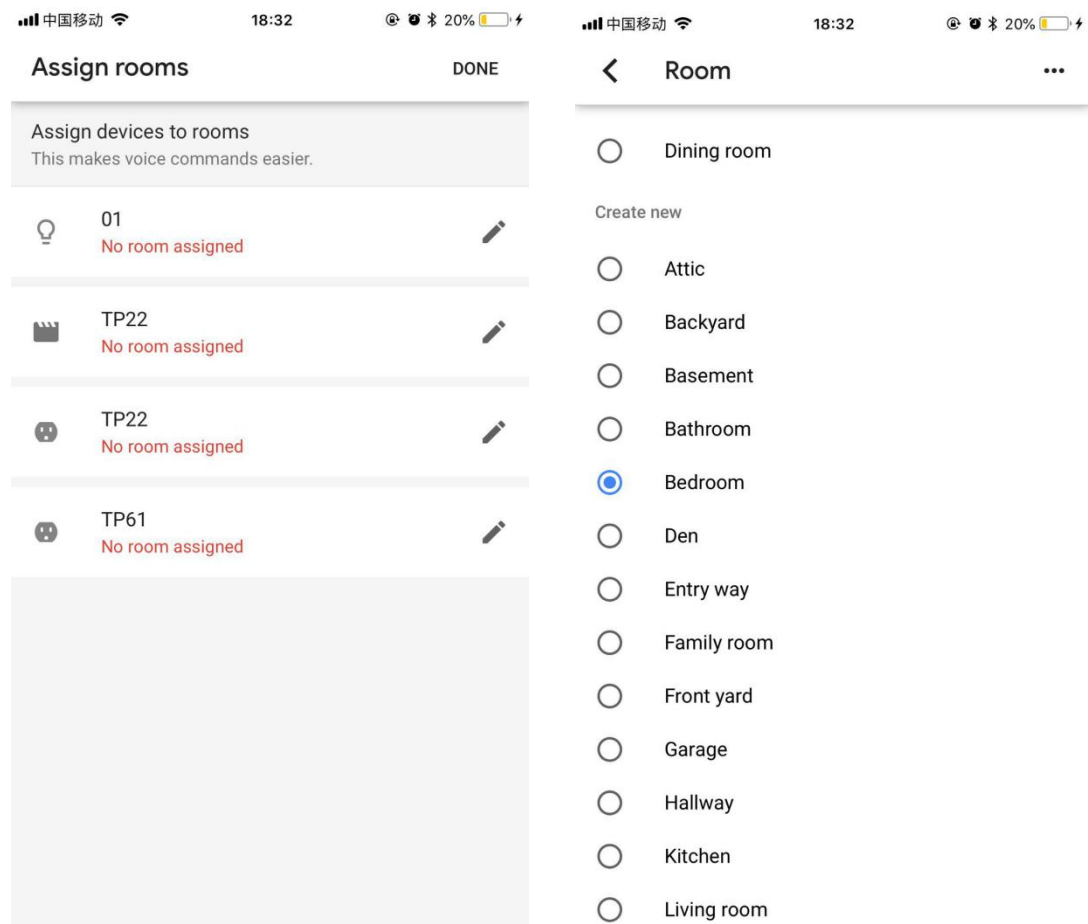 中国移动 18:32 20%
Assign rooms DONE
Assign devices to rooms
This makes voice commands easier.
01
No room assigned
TP22
No room assigned
TP22
No room assigned
TP61
No room assigned
中国移动 18:32 20%
Room
Dining room
Create new
Attic
Backyard
Basement
Bathroom
Bedroom
Den
Entry way
Family room
Front yard
Garage
Hallway
Kitchen
Living room